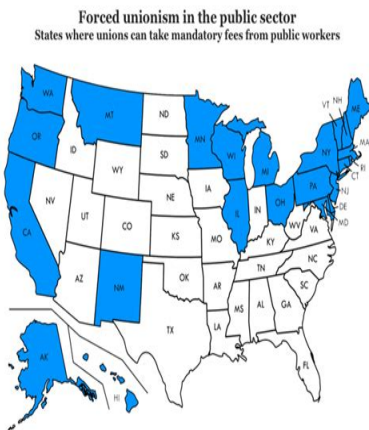 Forced unionism in the public sector
States where unions can take mandatory fees from public workers
WA
MT
ND
MN
VT
NH
ME
OR
ID
SD
WI
NY
MA
WY
MI
RI
CT
IA
PA
NJ
NE
NV
OH
DE
UT
IL
IN
MD
CO
WV
VA
CA
KS
MO
KY
NC
TN
OK
AZ
NM
AR
SC
MS
AL
GA
TX
LA
AK
FL
HI